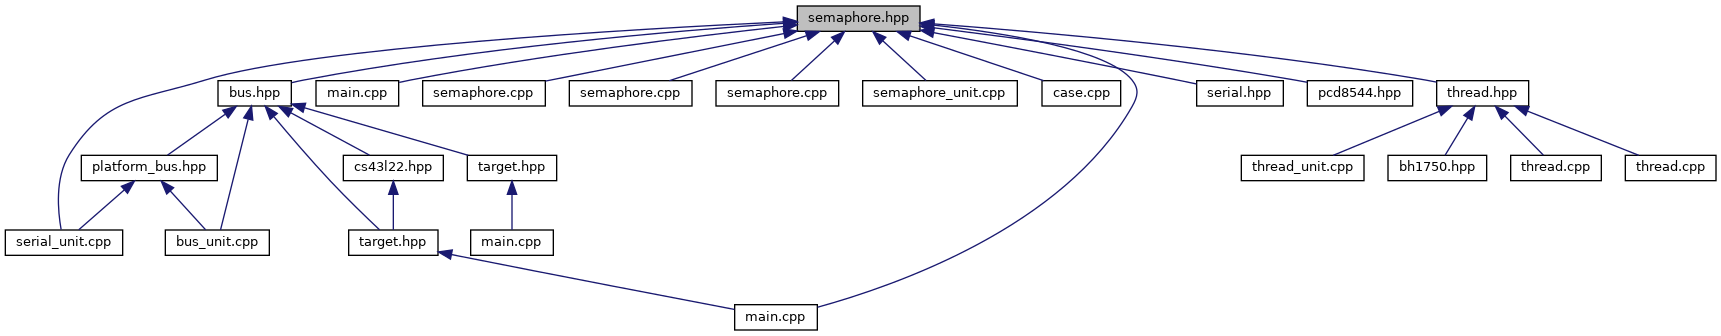 semaphore.hpp
bus.hpp
main.cpp
semaphore.cpp
semaphore.cpp
semaphore.cpp
semaphore_unit.cpp
case.cpp
serial.hpp
pcd8544.hpp
thread.hpp
platform_bus.hpp
cs43l22.hpp
target.hpp
thread_unit.cpp
bh1750.hpp
thread.cpp
thread.cpp
serial_unit.cpp
bus_unit.cpp
target.hpp
main.cpp
main.cpp